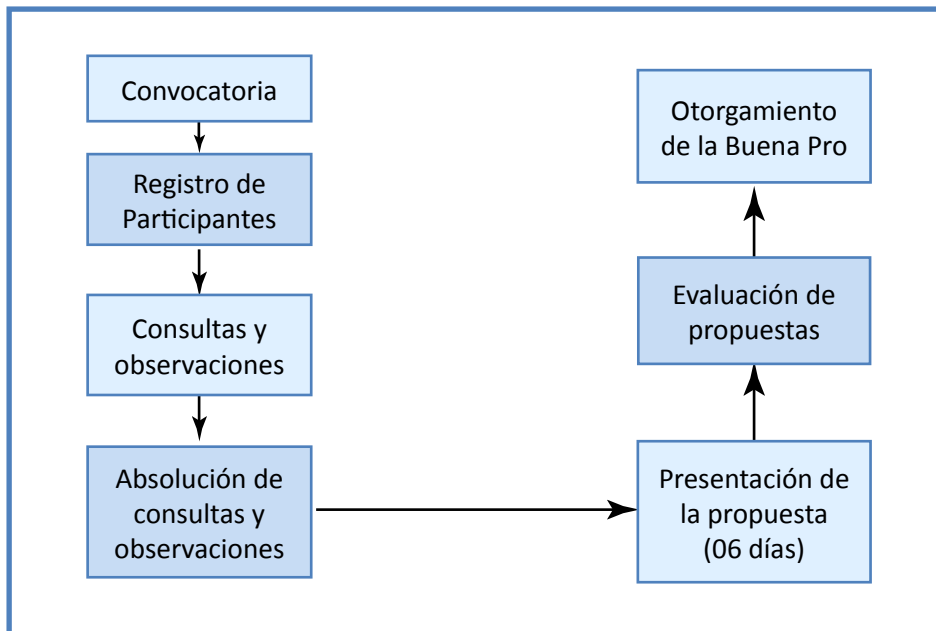 Convocatoria
Registro de
Participantes
Consultas y
observaciones
Absolución de
consultas y
observaciones
Presentación de
la propuesta
(06 días)
Evaluación de
propuestas
Otorgamiento
de la Buena Pro